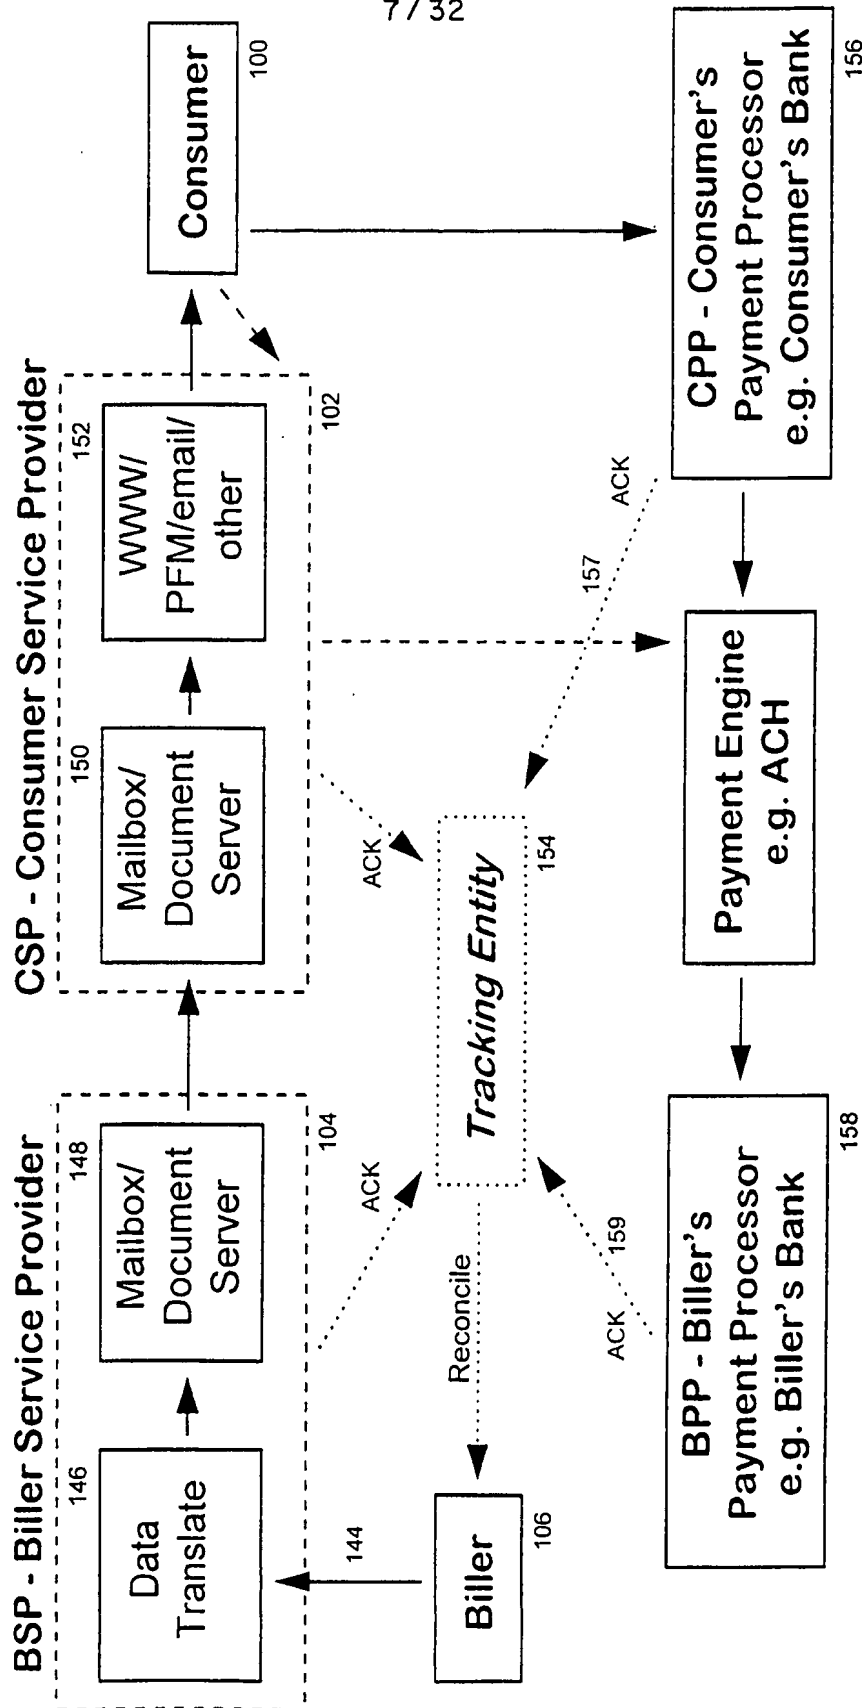 7/32
BSP - Biller Service Provider
146
Data
Translate
148
Mailbox/
Document
Server
104
CSP - Consumer Service Provider
150
Mailbox/
Document
Server
152
WWW/
PFM/email/
other
102
Consumer
100
144
Biller
106
Reconcile
ACK
ACK
Tracking Entity
154
157
ACK
159
ACK
BPP - Biller's
Payment Processor
e.g. Biller's Bank
158
Payment Engine
e.g. ACH
CPP - Consumer's
Payment Processor
e.g. Consumer's Bank
156